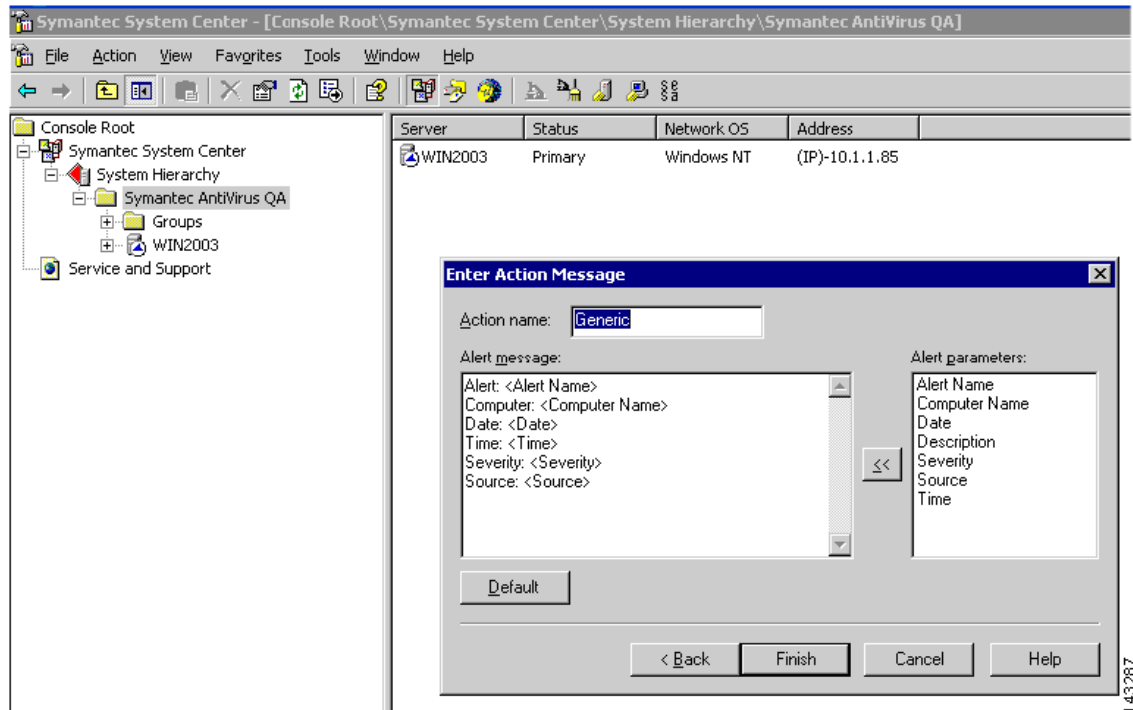 Symantec System Center - [Console Root\Symantec System Center\System Hierarchy\Symantec AntiVirus QA]
File Action View Favorites Tools Window Help
Console Root
Symantec System Center
System Hierarchy
Symantec AntiVirus QA
Groups
WIN2003
Service and Support
Server Status Network OS Address
WIN2003 Primary Windows NT (IP)-10.1.1.85
Enter Action Message
Action name: Generic
Alert message:
Alert: <Alert Name>
Computer: <Computer Name>
Date: <Date>
Time: <Time>
Severity: <Severity>
Source: <Source>
<<
Alert parameters:
Alert Name
Computer Name
Date
Description
Severity
Source
Time
Default
< Back Finish Cancel Help
143287